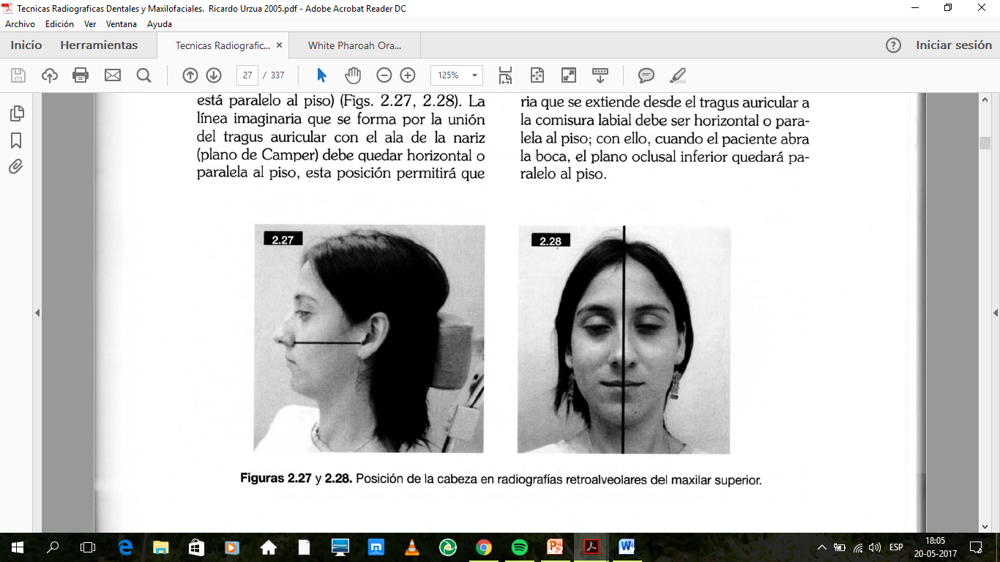 Tecnicas Radiograficas Dentales y Maxilofaciales.  Ricardo Urzua 2005.pdf - Adobe Acrobat Reader DC
Archivo Edición Ver Ventana Ayuda
Inicio Herramientas Tecnicas Radiografic... × White Pharoah Ora... Iniciar sesión
27 / 337 125%
está paralelo al piso) (Figs. 2.27, 2.28). La
línea imaginaria que se forma por la unión
del tragus auricular con el ala de la nariz
(plano de Camper) debe quedar horizontal o
paralela al piso, esta posición permitirá que
ria que se extiende desde el tragus auricular a
la comisura labial debe ser horizontal o para-
lela al piso; con ello, cuando el paciente abra
la boca, el plano oclusal inferior quedará pa-
ralelo al piso.
2.27
2.28
Figuras 2.27 y 2.28. Posición de la cabeza en radiografías retroalveolares del maxilar superior.
ESP
18:05
20-05-2017